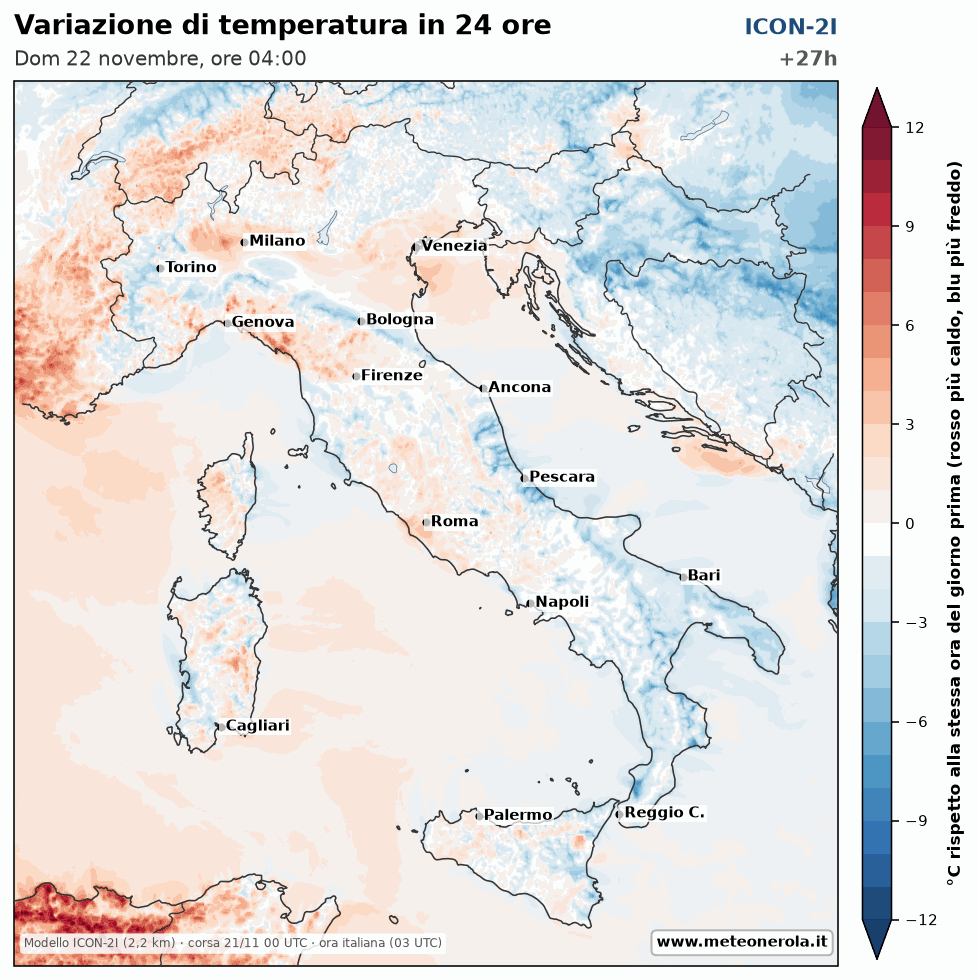 Variazione di temperatura in 24 ore
ICON-2I
Dom 22 novembre, ore 04:00
+27h
Milano
Venezia
Torino
Genova
Bologna
Firenze
Ancona
Pescara
Roma
Bari
Napoli
Cagliari
Palermo
Reggio C.
12
9
6
3
0
−3
−6
−9
−12
°C rispetto alla stessa ora del giorno prima (rosso più caldo, blu più freddo)
Modello ICON-2I (2,2 km) · corsa 21/11 00 UTC · ora italiana (03 UTC)
www.meteonerola.it